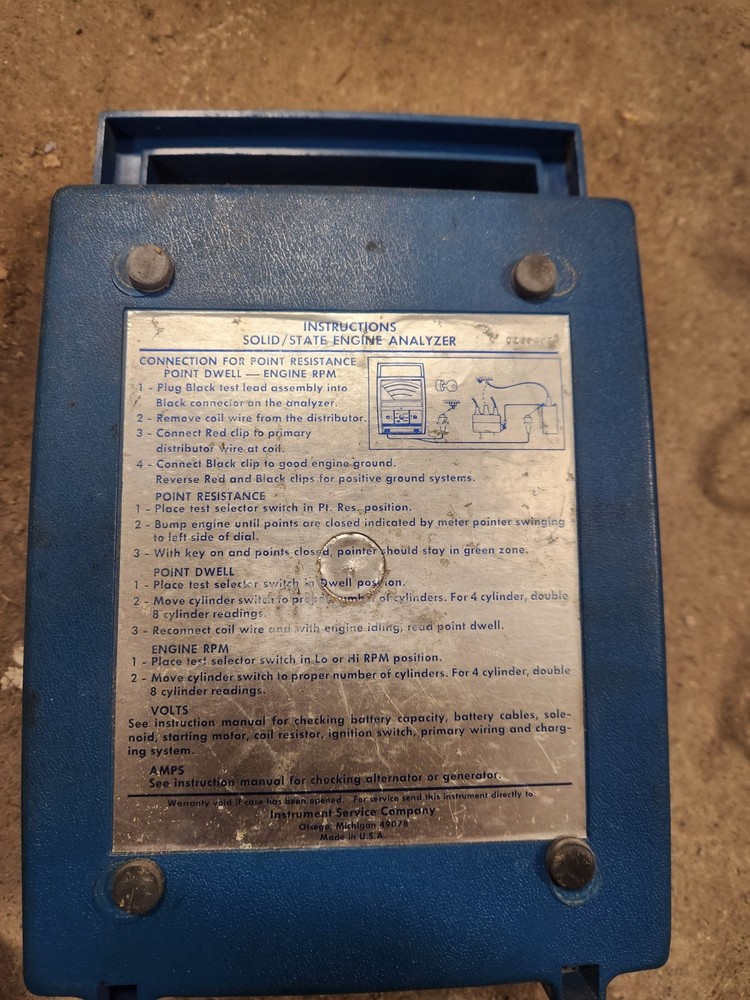 INSTRUCTIONS
SOLID/STATE ENGINE ANALYZER
CONNECTION FOR POINT RESISTANCE
POINT DWELL — ENGINE RPM
1 - Plug Black test lead assembly into
Black connector on the analyzer.
2 - Remove coil wire from the distributor.
3 - Connect Red clip to primary
distributor wire at coil.
4 - Connect Black clip to good engine ground.
Reverse Red and Black clips for positive ground systems.
POINT RESISTANCE
1 - Place test selector switch in Pt. Res. position.
2 - Bump engine until points are closed indicated by meter pointer swinging
to left side of dial.
3 - With key on and points closed, pointer should stay in green zone.
POINT DWELL
1 - Place test selector switch in Dwell position.
2 - Move cylinder switch to proper number of cylinders. For 4 cylinder, double
8 cylinder readings.
3 - Reconnect coil wire and with engine idling, read point dwell.
ENGINE RPM
1 - Place test selector switch in Lo or Hi RPM position.
2 - Move cylinder switch to proper number of cylinders. For 4 cylinder, double
8 cylinder readings.
VOLTS
See instruction manual for checking battery capacity, battery cables, sole-
noid, starting motor, coil resistor, ignition switch, primary wiring and charg-
ing system.
AMPS
See instruction manual for checking alternator or generator.
Warranty void if case has been opened. For service send this instrument directly to:
Instrument Service Company
Otsego, Michigan 49078
Made in U.S.A.